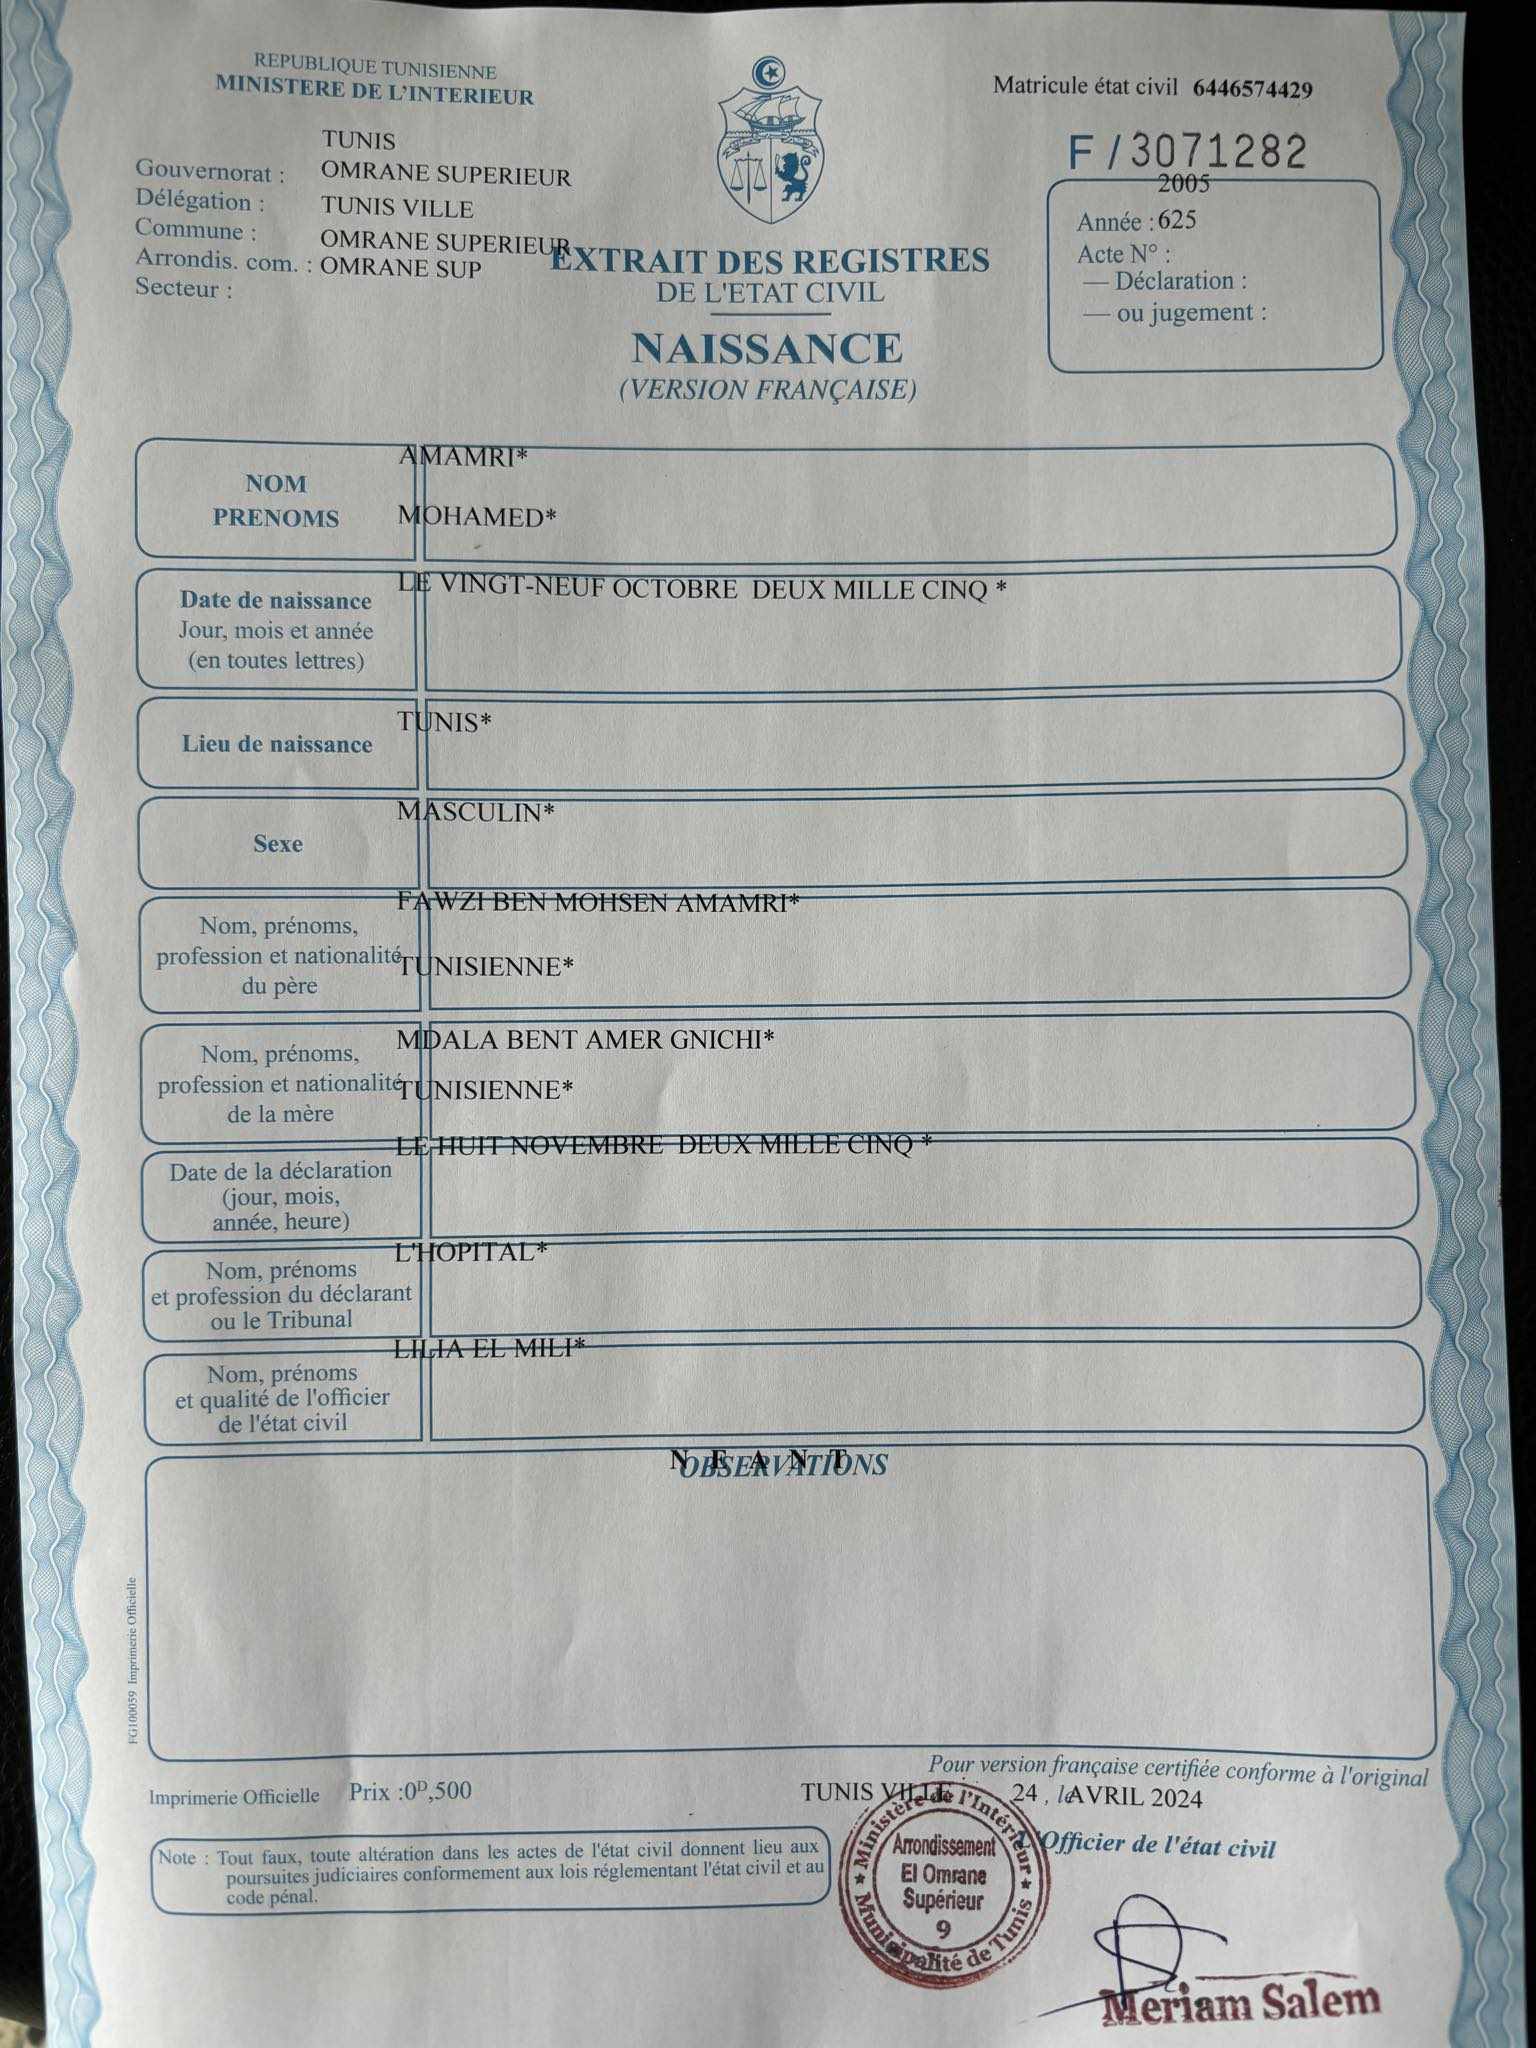 REPUBLIQUE TUNISIENNE
MINISTERE DE L'INTERIEUR
Matricule état civil 6446574429
F/3071282
TUNIS
Gouvernorat : OMRANE SUPERIEUR
Délégation : TUNIS VILLE
Commune : OMRANE SUPERIEUR
Arrondis. com. : OMRANE SUP
Secteur :
2005
Année : 625
Acte N° :
— Déclaration :
— ou jugement :
EXTRAIT DES REGISTRES
DE L'ETAT CIVIL
NAISSANCE
(VERSION FRANÇAISE)
NOM
PRENOMS
AMAMRI*
MOHAMED*
Date de naissance
Jour, mois et année
(en toutes lettres)
LE VINGT-NEUF OCTOBRE DEUX MILLE CINQ *
Lieu de naissance
TUNIS*
Sexe
MASCULIN*
Nom, prénoms,
profession et nationalité
du père
FAWZI BEN MOHSEN AMAMRI*
TUNISIENNE*
Nom, prénoms,
profession et nationalité
de la mère
MDALA BENT AMER GNICHI*
TUNISIENNE*
Date de la déclaration
(jour, mois,
année, heure)
LE HUIT NOVEMBRE DEUX MILLE CINQ *
Nom, prénoms
et profession du déclarant
ou le Tribunal
L'HOPITAL*
Nom, prénoms
et qualité de l'officier
de l'état civil
LILIA EL MILI*
N E A N T
OBSERVATIONS
FG100059 Imprimerie Officielle
Pour version française certifiée conforme à l'original
Imprimerie Officielle Prix :0D,500
TUNIS VILLE 24 , le AVRIL 2024
L'Officier de l'état civil
Note : Tout faux, toute altération dans les actes de l'état civil donnent lieu aux
poursuites judiciaires conformement aux lois réglementant l'état civil et au
code pénal.
Ministère de l'Intérieur
Arrondissement
El Omrane
Supérieur
9
Municipalité de Tunis
Meriam Salem